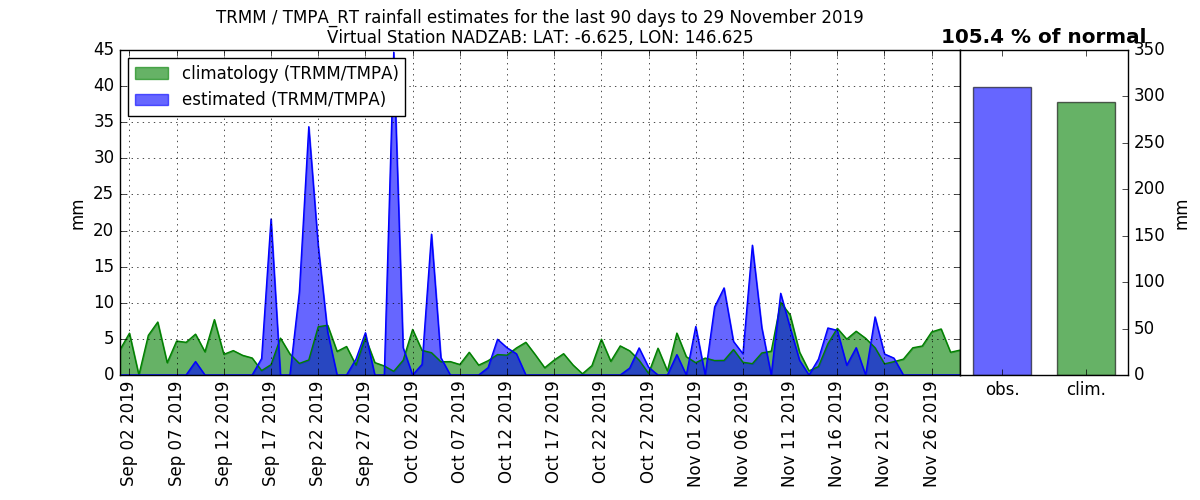 TRMM / TMPA_RT rainfall estimates for the last 90 days to 29 November 2019
Virtual Station NADZAB: LAT: -6.625, LON: 146.625
105.4 % of normal
climatology (TRMM/TMPA)
estimated (TRMM/TMPA)
mm
45
40
35
30
25
20
15
10
5
0
Sep 02 2019
Sep 07 2019
Sep 12 2019
Sep 17 2019
Sep 22 2019
Sep 27 2019
Oct 02 2019
Oct 07 2019
Oct 12 2019
Oct 17 2019
Oct 22 2019
Oct 27 2019
Nov 01 2019
Nov 06 2019
Nov 11 2019
Nov 16 2019
Nov 21 2019
Nov 26 2019
obs.
clim.
350
300
250
200
150
100
50
0
mm